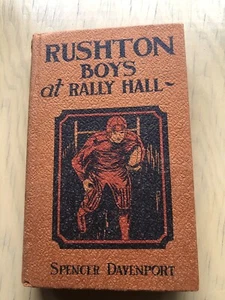 RUSHTON
BOYS
at RALLY HALL~
SPENCER DAVENPORT